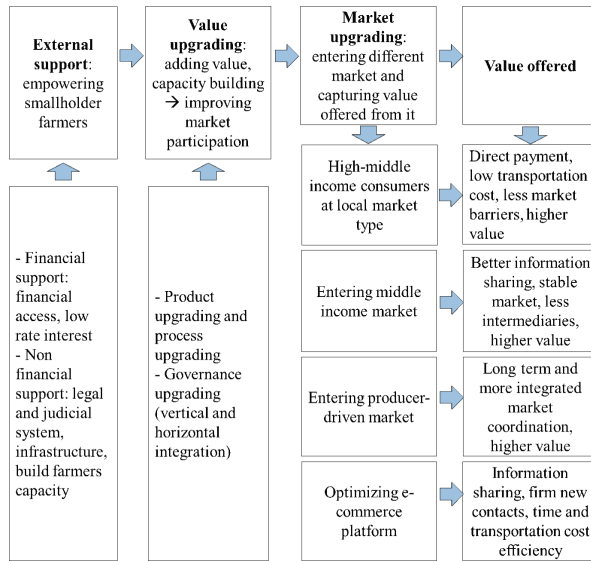 External
support:
empowering
smallholder
farmers
Value
upgrading:
adding value,
capacity building
→ improving
market
participation
Market
upgrading:
entering different
market and
capturing value
offered from it
Value offered
- Financial
support:
financial
access, low
rate interest
- Non
financial
support: legal
and judicial
system,
infrastructure,
build farmers
capacity
- Product
upgrading and
process
upgrading
- Governance
upgrading
(vertical and
horizontal
integration)
High-middle
income consumers
at local market
type
Direct payment,
low transportation
cost, less market
barriers, higher
value
Entering middle
income market
Better information
sharing, stable
market, less
intermediaries,
higher value
Entering producer-
driven market
Long term and
more integrated
market
coordination,
higher value
Optimizing e-
commerce
platform
Information
sharing, firm new
contacts, time and
transportation cost
efficiency